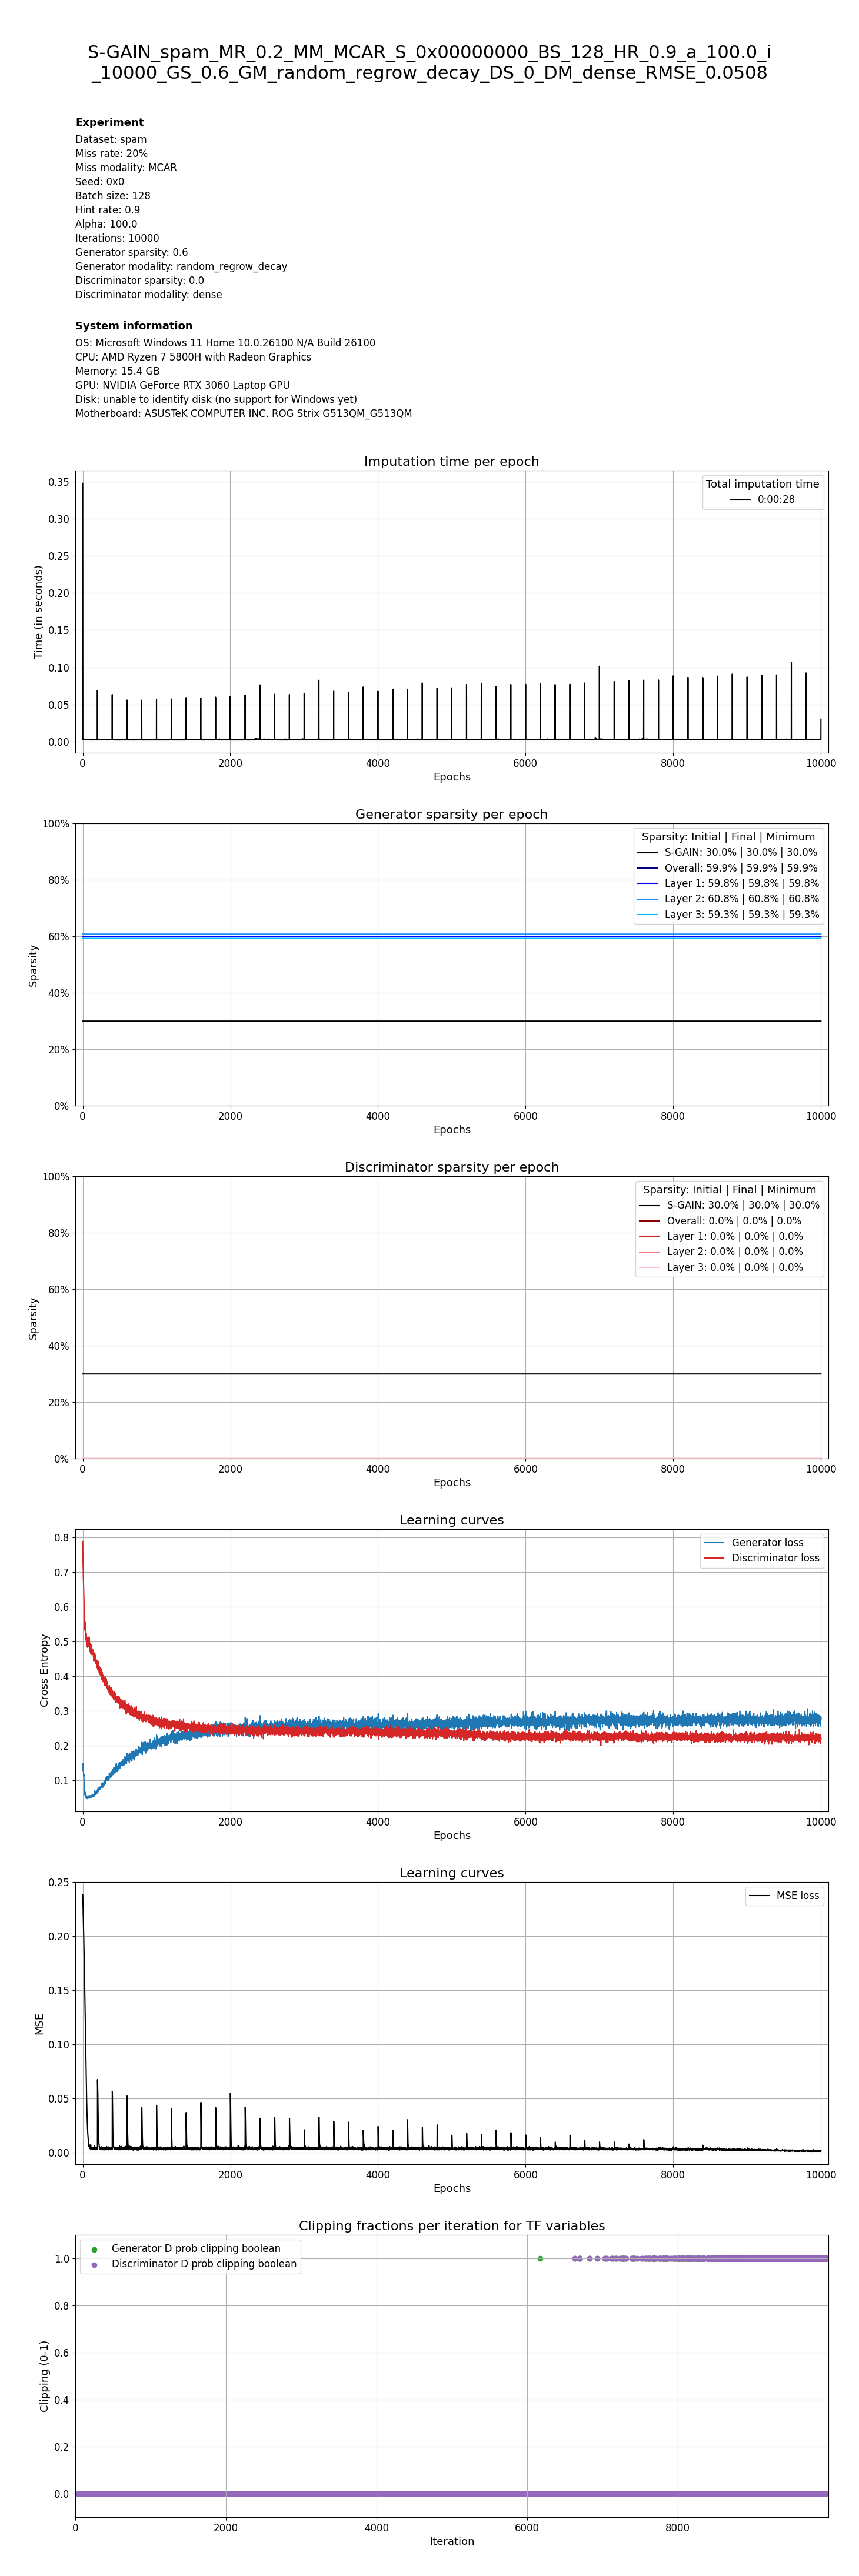 S-GAIN_spam_MR_0.2_MM_MCAR_S_0x00000000_BS_128_HR_0.9_a_100.0_i
_10000_GS_0.6_GM_random_regrow_decay_DS_0_DM_dense_RMSE_0.0508
Experiment
Dataset: spam
Miss rate: 20%
Miss modality: MCAR
Seed: 0x0
Batch size: 128
Hint rate: 0.9
Alpha: 100.0
Iterations: 10000
Generator sparsity: 0.6
Generator modality: random_regrow_decay
Discriminator sparsity: 0.0
Discriminator modality: dense
System information
OS: Microsoft Windows 11 Home 10.0.26100 N/A Build 26100
CPU: AMD Ryzen 7 5800H with Radeon Graphics
Memory: 15.4 GB
GPU: NVIDIA GeForce RTX 3060 Laptop GPU
Disk: unable to identify disk (no support for Windows yet)
Motherboard: ASUSTeK COMPUTER INC. ROG Strix G513QM_G513QM
Imputation time per epoch
Time (in seconds)
0.35
0.30
0.25
0.20
0.15
0.10
0.05
0.00
Total imputation time
0:00:28
0 2000 4000 6000 8000 10000
Epochs
Generator sparsity per epoch
Sparsity
100%
80%
60%
40%
20%
0%
Sparsity: Initial | Final | Minimum
S-GAIN: 30.0% | 30.0% | 30.0%
Overall: 59.9% | 59.9% | 59.9%
Layer 1: 59.8% | 59.8% | 59.8%
Layer 2: 60.8% | 60.8% | 60.8%
Layer 3: 59.3% | 59.3% | 59.3%
0 2000 4000 6000 8000 10000
Epochs
Discriminator sparsity per epoch
Sparsity
100%
80%
60%
40%
20%
0%
Sparsity: Initial | Final | Minimum
S-GAIN: 30.0% | 30.0% | 30.0%
Overall: 0.0% | 0.0% | 0.0%
Layer 1: 0.0% | 0.0% | 0.0%
Layer 2: 0.0% | 0.0% | 0.0%
Layer 3: 0.0% | 0.0% | 0.0%
0 2000 4000 6000 8000 10000
Epochs
Learning curves
Cross Entropy
0.8
0.7
0.6
0.5
0.4
0.3
0.2
0.1
Generator loss
Discriminator loss
0 2000 4000 6000 8000 10000
Epochs
Learning curves
MSE
0.25
0.20
0.15
0.10
0.05
0.00
MSE loss
0 2000 4000 6000 8000 10000
Epochs
Clipping fractions per iteration for TF variables
Clipping (0-1)
1.0
0.8
0.6
0.4
0.2
0.0
Generator D prob clipping boolean
Discriminator D prob clipping boolean
0 2000 4000 6000 8000
Iteration